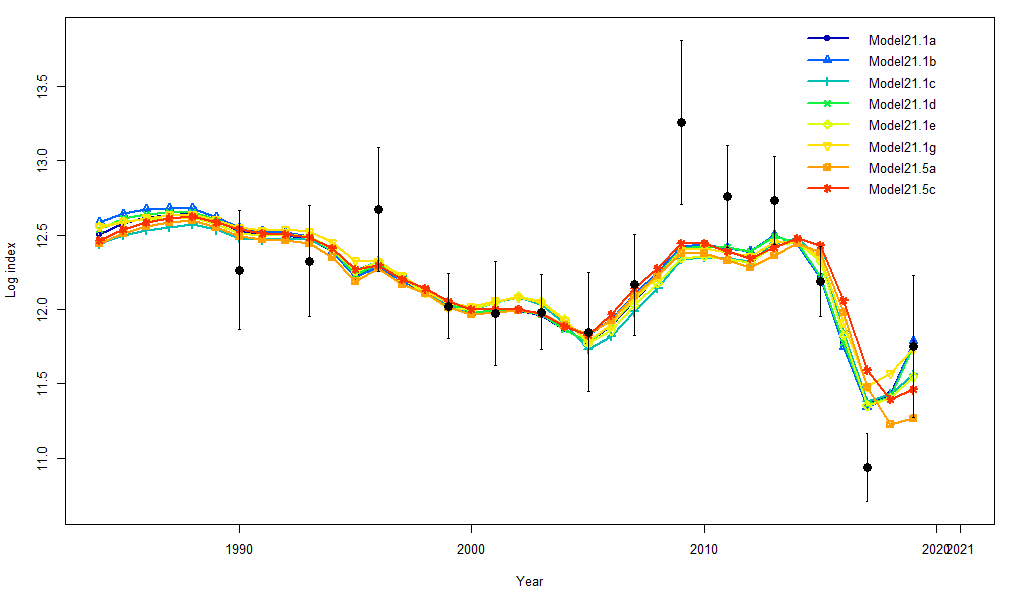 Model21.1a
Model21.1b
Model21.1c
Model21.1d
Model21.1e
Model21.1g
Model21.5a
Model21.5c
13.5
13.0
12.5
12.0
11.5
11.0
Log index
1990
2000
2010
2020
2021
Year